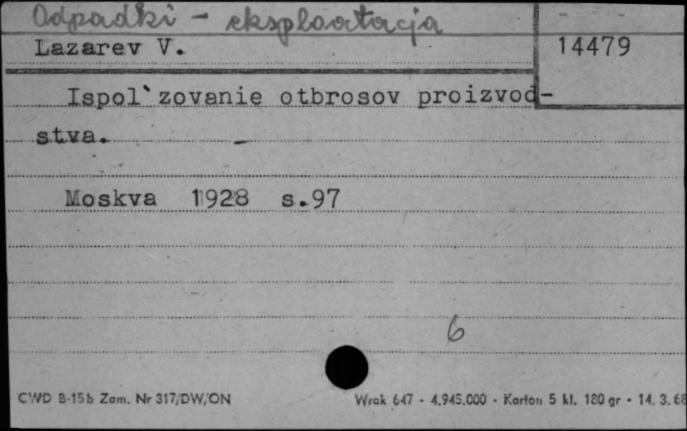 Odpadki - eksploatacja
Lazarev V.
14479
Ispol`zovanie otbrosov proizvod-
stva.
Moskva 1928 s.97
6
CWD B-15b Zam. Nr 317/DW/ON
Wrak 647 - 4.945.000 - Karton 5 kl. 180 gr - 14. 3. 68